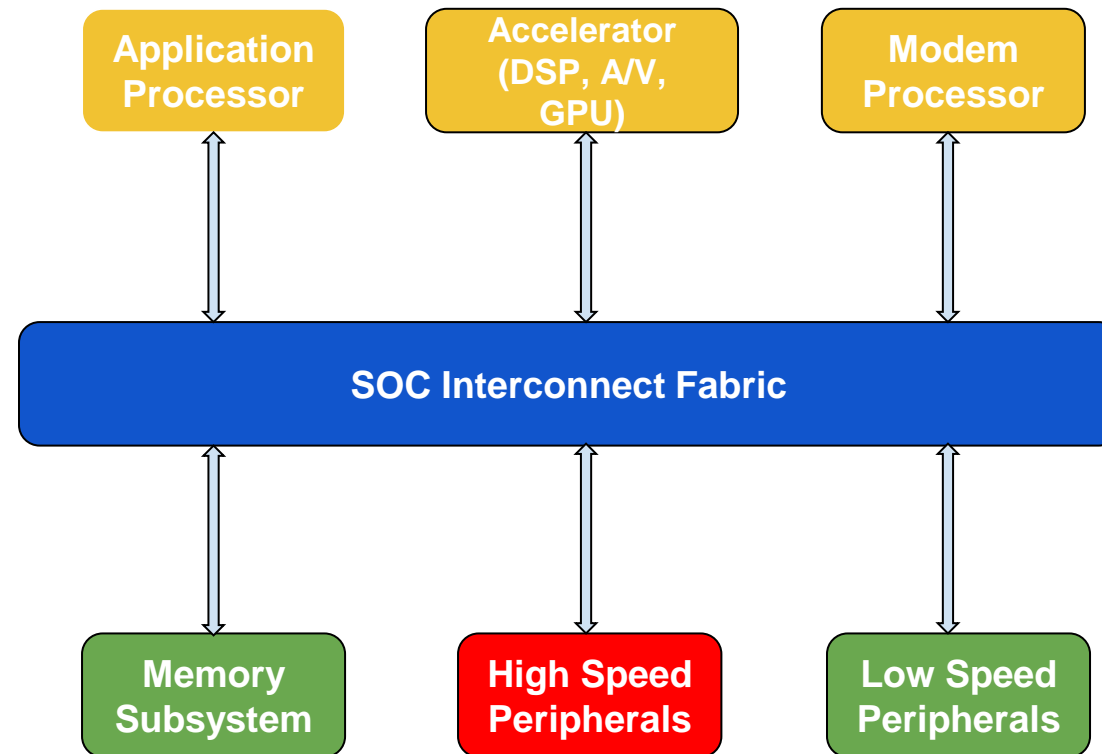 Application
Processor
Accelerator
(DSP, A/V,
GPU)
Modem
Processor
SOC Interconnect Fabric
Memory
Subsystem
High Speed
Peripherals
Low Speed
Peripherals